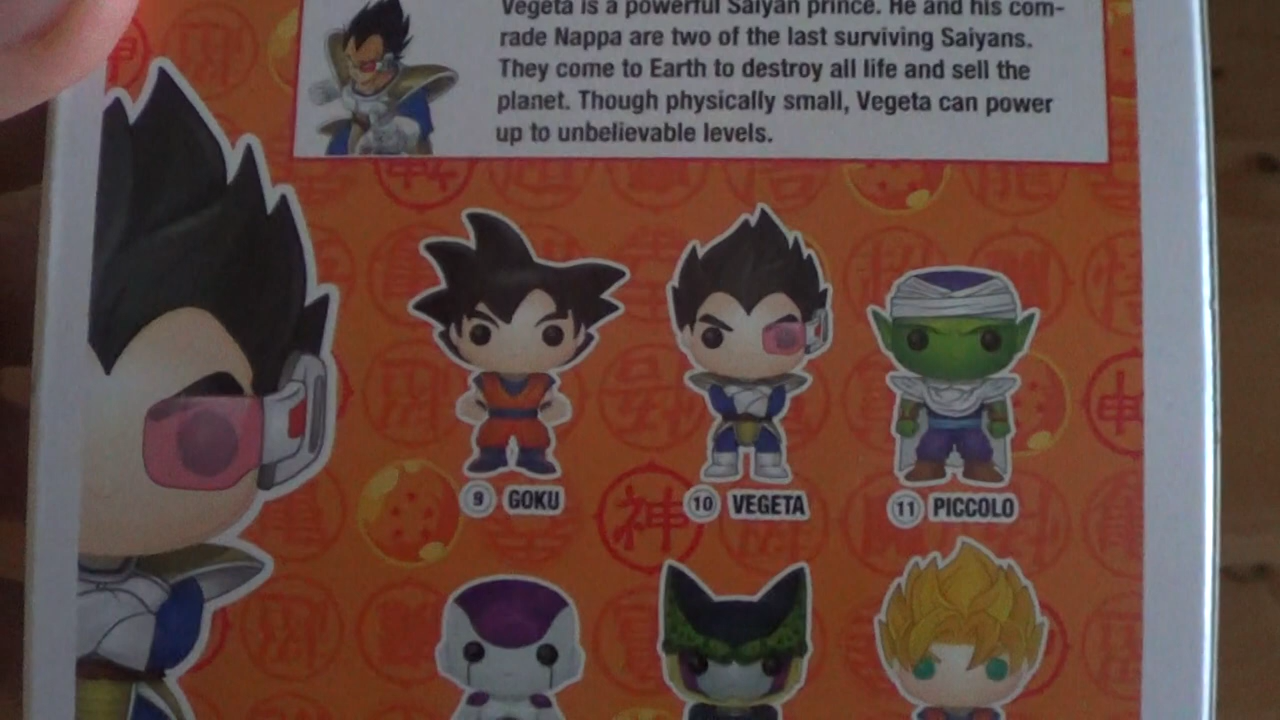 Vegeta is a powerful Saiyan prince. He and his com-
rade Nappa are two of the last surviving Saiyans.
They come to Earth to destroy all life and sell the
planet. Though physically small, Vegeta can power
up to unbelievable levels.
9 GOKU
10 VEGETA
11 PICCOLO
神